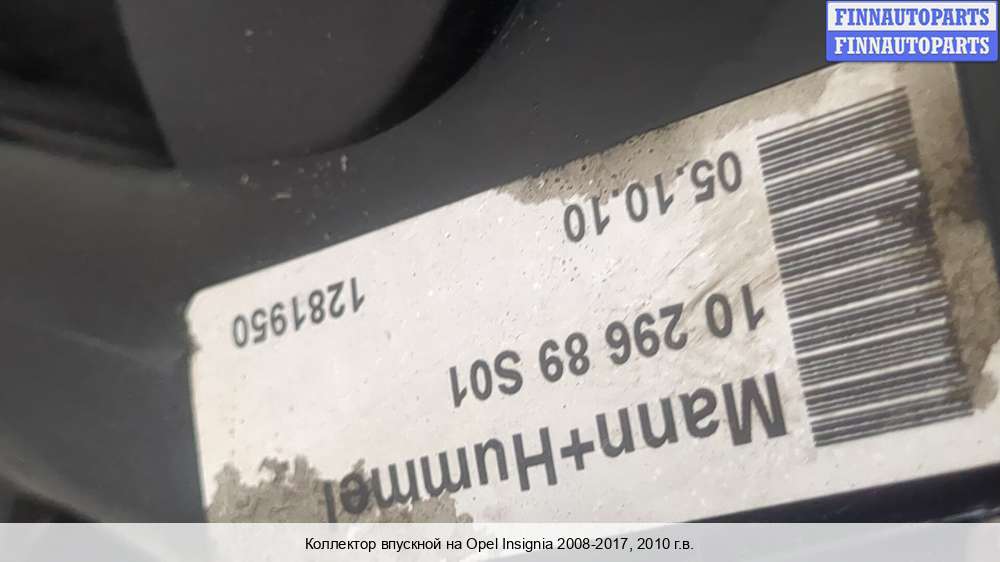 FINNAUTOPARTS
FINNAUTOPARTS
Mann+Hummel
10 296 89 S01
05.10.10
1281950
Коллектор впускной на Opel Insignia 2008-2017, 2010 г.в.